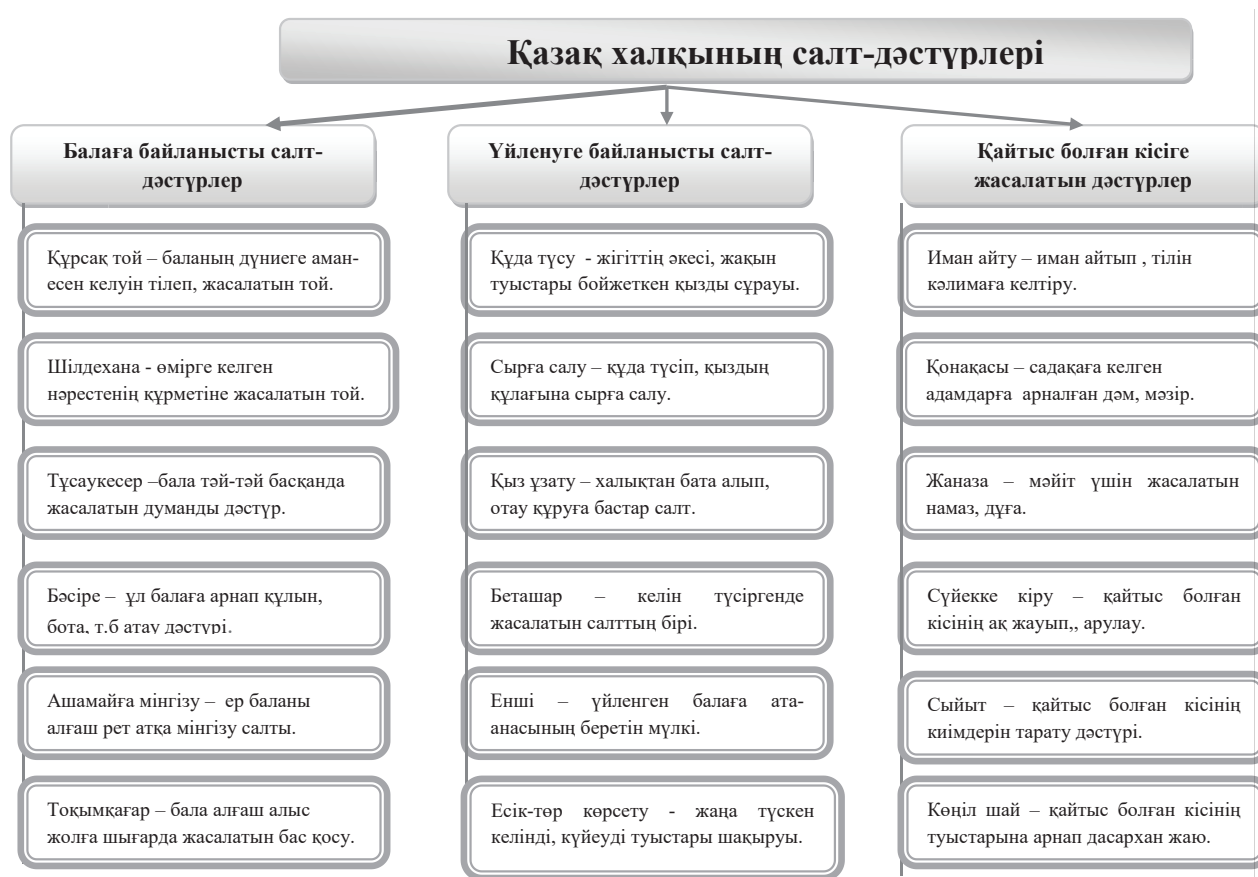 Қазақ халқының салт-дәстүрлері
Балаға байланысты салт-
дәстүрлер
Құрсақ той – баланың дүниеге аман-
есен келуін тілеп, жасалатын той.
Шілдехана - өмірге келген
нәрестенің құрметіне жасалатын той.
Тұсаукесер –бала тәй-тәй басқанда
жасалатын думанды дәстүр.
Бәсіре – ұл балаға арнап құлын,
бота, т.б атау дәстүрі.
Ашамайға мінгізу – ер баланы
алғаш рет атқа мінгізу салты.
Тоқымқағар – бала алғаш алыс
жолға шығарда жасалатын бас қосу.
Үйленуге байланысты салт-
дәстүрлер
Құда түсу - жігіттің әкесі, жақын
туыстары бойжеткен қызды сұрауы.
Сырға салу – құда түсіп, қыздың
құлағына сырға салу.
Қыз ұзату – халықтан бата алып,
отау құруға бастар салт.
Беташар – келін түсіргенде
жасалатын салттың бірі.
Енші – үйленген балаға ата-
анасының беретін мүлкі.
Есік-төр көрсету - жаңа түскен
келінді, күйеуді туыстары шақыруы.
Қайтыс болған кісіге
жасалатын дәстүрлер
Иман айту – иман айтып , тілін
кәлимаға келтіру.
Қонақасы – садақаға келген
адамдарға арналған дәм, мәзір.
Жаназа – мәйіт үшін жасалатын
намаз, дұға.
Сүйекке кіру – қайтыс болған
кісінің ақ жауып,, арулау.
Сыйыт – қайтыс болған кісінің
киімдерін тарату дәстүрі.
Көңіл шай – қайтыс болған кісінің
туыстарына арнап дасархан жаю.